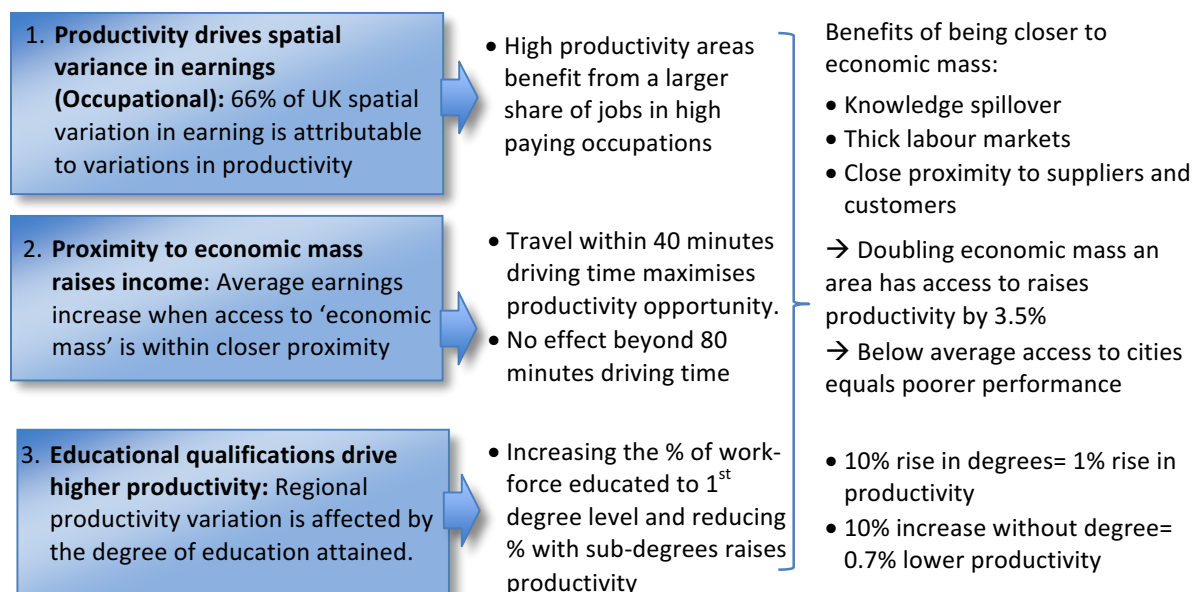 1. Productivity drives spatial
variance in earnings
(Occupational): 66% of UK spatial
variation in earning is attributable
to variations in productivity
• High productivity areas
benefit from a larger
share of jobs in high
paying occupations
2. Proximity to economic mass
raises income: Average earnings
increase when access to ‘economic
mass’ is within closer proximity
• Travel within 40 minutes
driving time maximises
productivity opportunity.
• No effect beyond 80
minutes driving time
3. Educational qualifications drive
higher productivity: Regional
productivity variation is affected by
the degree of education attained.
• Increasing the % of work-
force educated to 1st
degree level and reducing
% with sub-degrees raises
productivity
Benefits of being closer to
economic mass:
• Knowledge spillover
• Thick labour markets
• Close proximity to suppliers and
customers
→ Doubling economic mass an
area has access to raises
productivity by 3.5%
→ Below average access to cities
equals poorer performance
• 10% rise in degrees= 1% rise in
productivity
• 10% increase without degree=
0.7% lower productivity